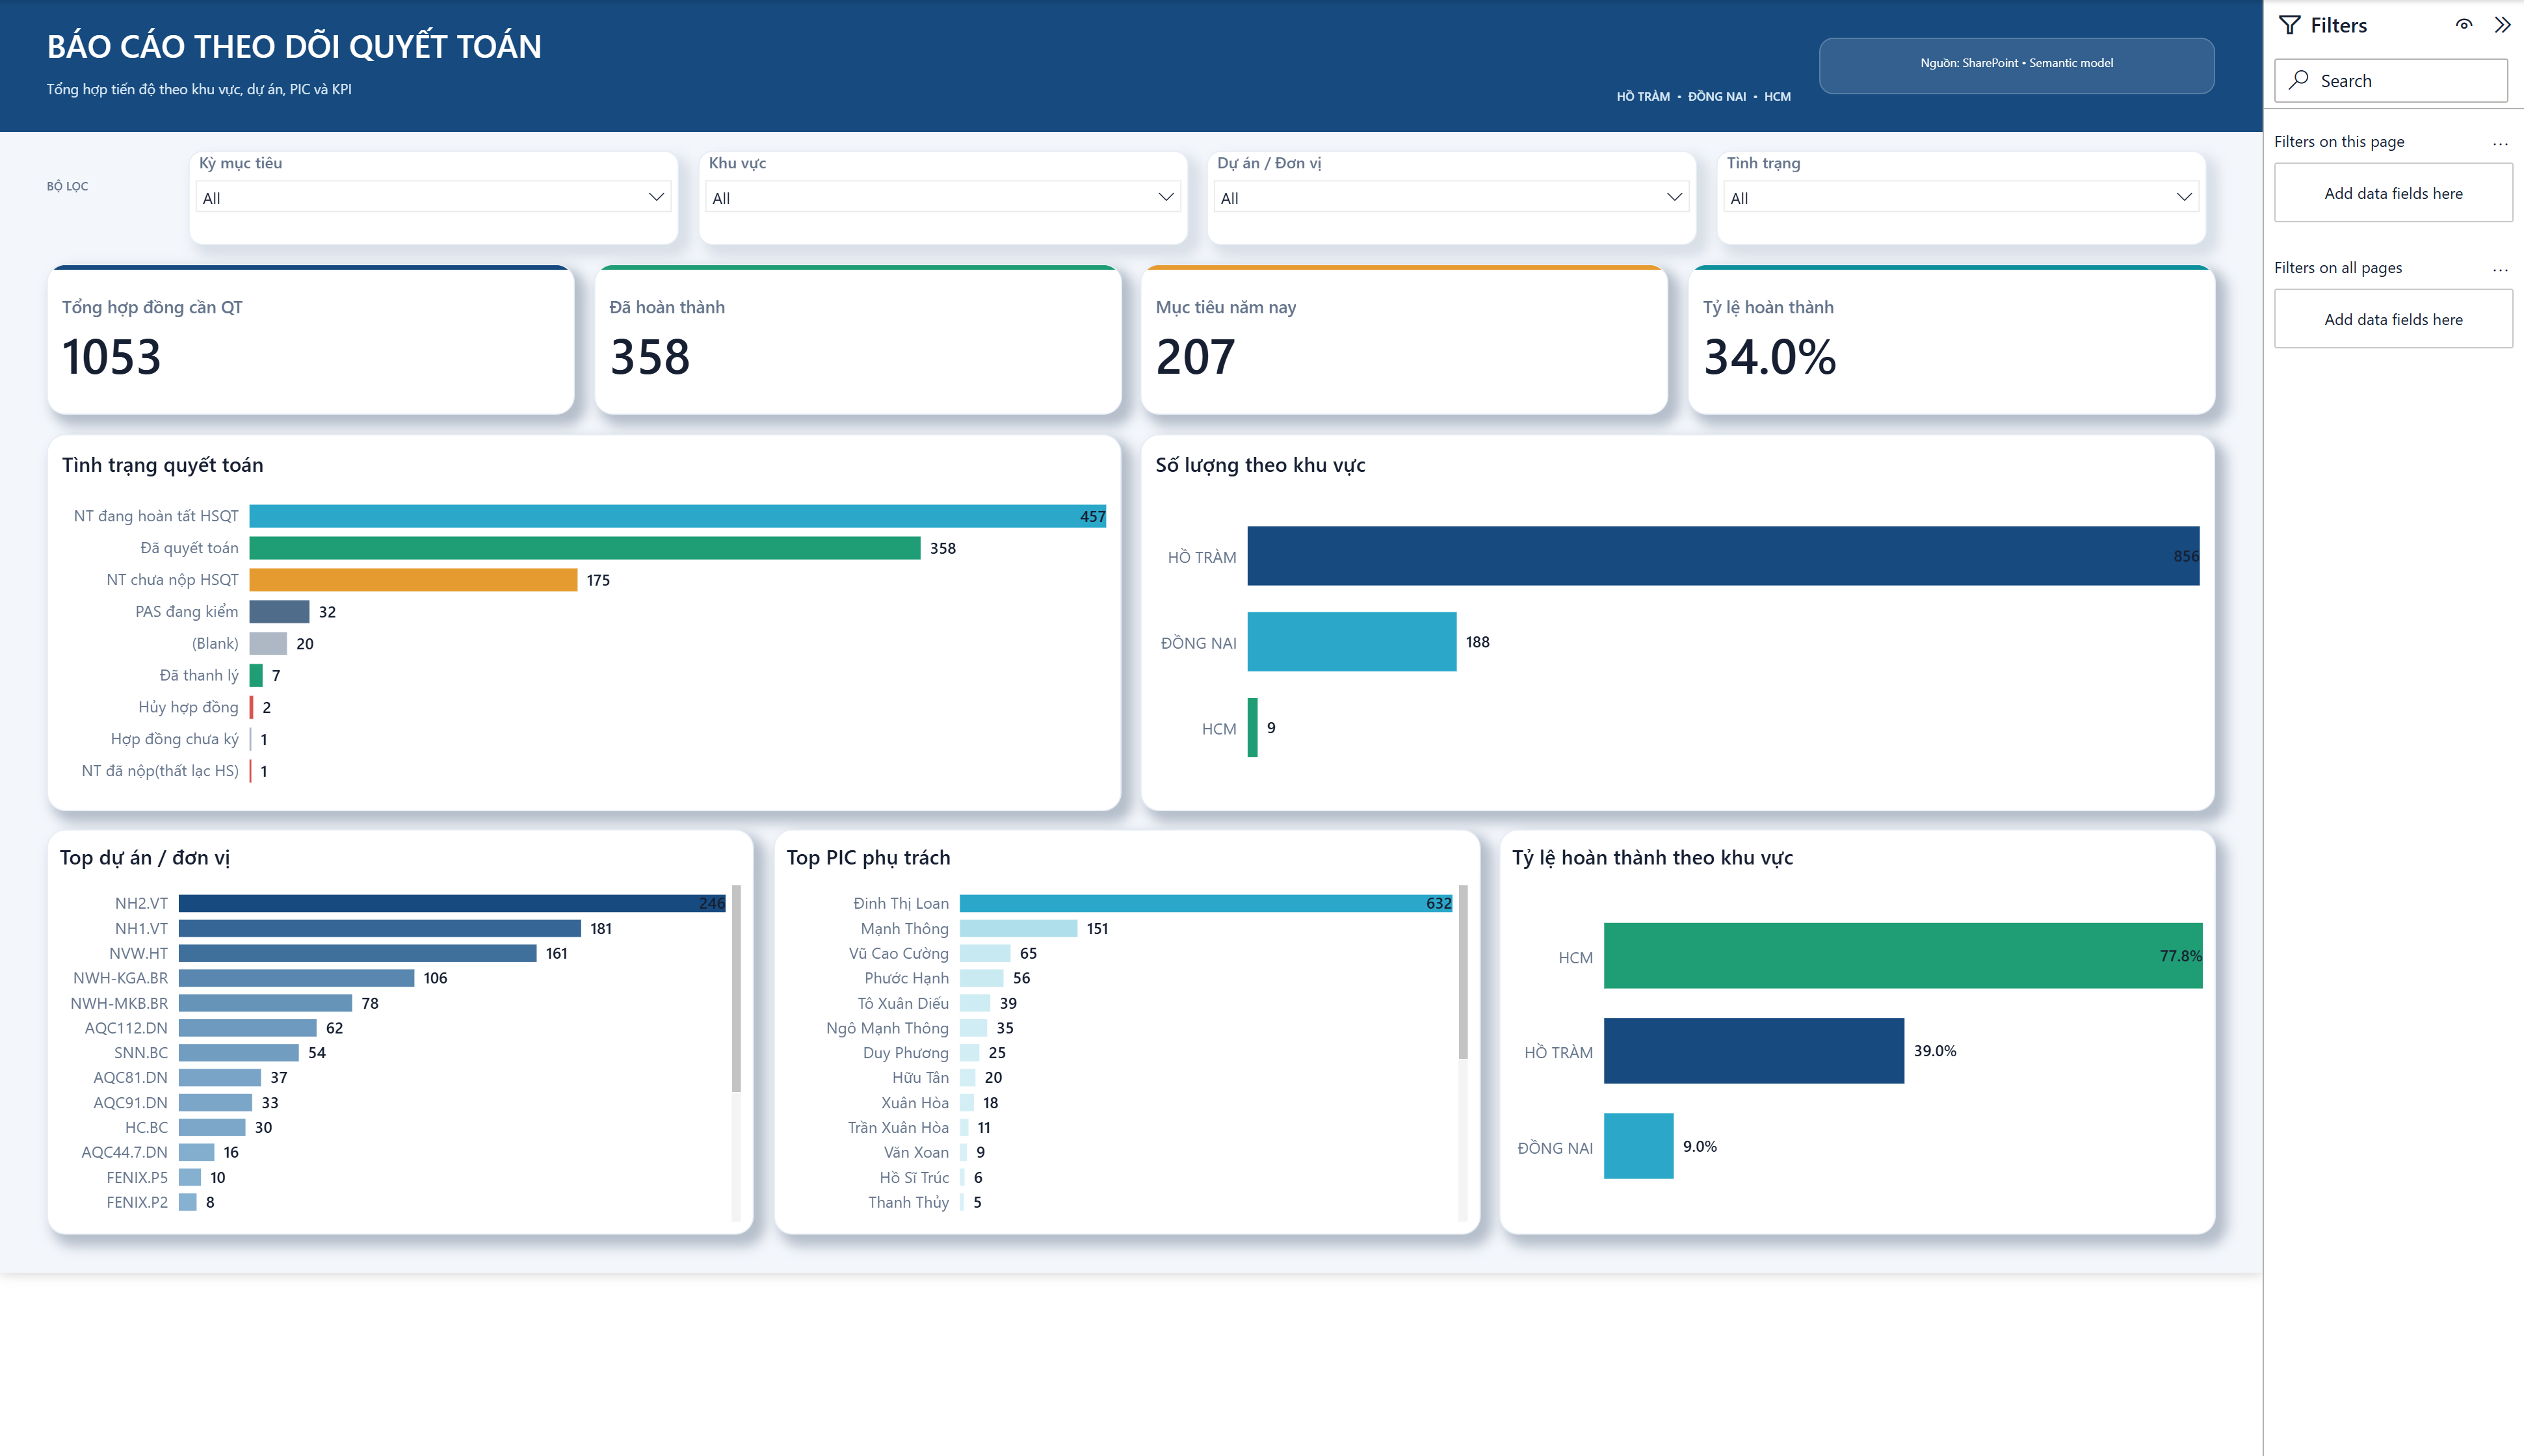 BÁO CÁO THEO DÕI QUYẾT TOÁN
Tổng hợp tiến độ theo khu vực, dự án, PIC và KPI
HỒ TRÀM • ĐỒNG NAI • HCM
Nguồn: SharePoint • Semantic model
BỘ LỌC
Kỳ mục tiêu
All
Khu vực
All
Dự án / Đơn vị
All
Tình trạng
All
Tổng hợp đồng cần QT
1053
Đã hoàn thành
358
Mục tiêu năm nay
207
Tỷ lệ hoàn thành
34.0%
Tình trạng quyết toán
NT đang hoàn tất HSQT 457
Đã quyết toán 358
NT chưa nộp HSQT 175
PAS đang kiểm 32
(Blank) 20
Đã thanh lý 7
Hủy hợp đồng 2
Hợp đồng chưa ký 1
NT đã nộp(thất lạc HS) 1
Số lượng theo khu vực
HỒ TRÀM 856
ĐỒNG NAI 188
HCM 9
Top dự án / đơn vị
NH2.VT 246
NH1.VT 181
NVW.HT 161
NWH-KGA.BR 106
NWH-MKB.BR 78
AQC112.DN 62
SNN.BC 54
AQC81.DN 37
AQC91.DN 33
HC.BC 30
AQC44.7.DN 16
FENIX.P5 10
FENIX.P2 8
Top PIC phụ trách
Đinh Thị Loan 632
Mạnh Thông 151
Vũ Cao Cường 65
Phước Hạnh 56
Tô Xuân Diếu 39
Ngô Mạnh Thông 35
Duy Phương 25
Hữu Tân 20
Xuân Hòa 18
Trần Xuân Hòa 11
Văn Xoan 9
Hồ Sĩ Trúc 6
Thanh Thủy 5
Tỷ lệ hoàn thành theo khu vực
HCM 77.8%
HỒ TRÀM 39.0%
ĐỒNG NAI 9.0%
Filters
Search
Filters on this page
...
Add data fields here
Filters on all pages
...
Add data fields here